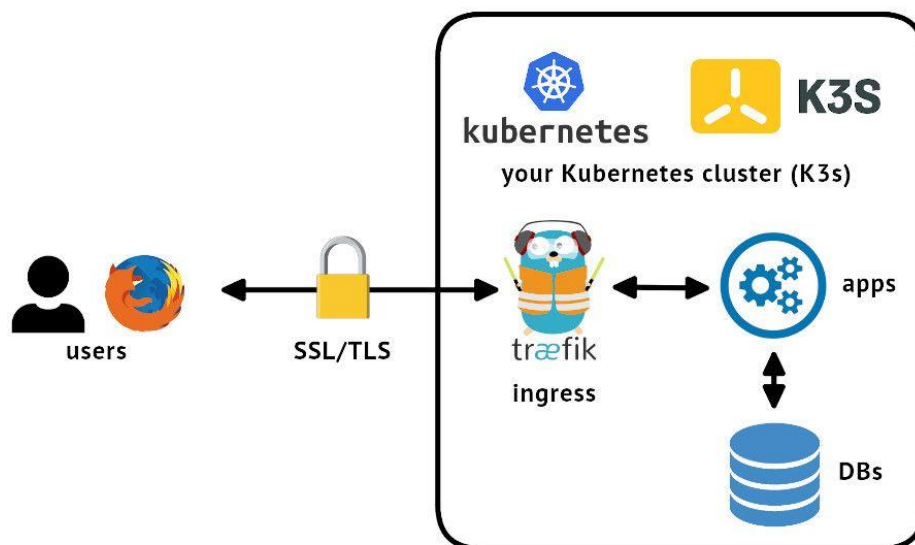 kubernetes
K3S
your Kubernetes cluster (K3s)
users
SSL/TLS
træfik
ingress
apps
DBs